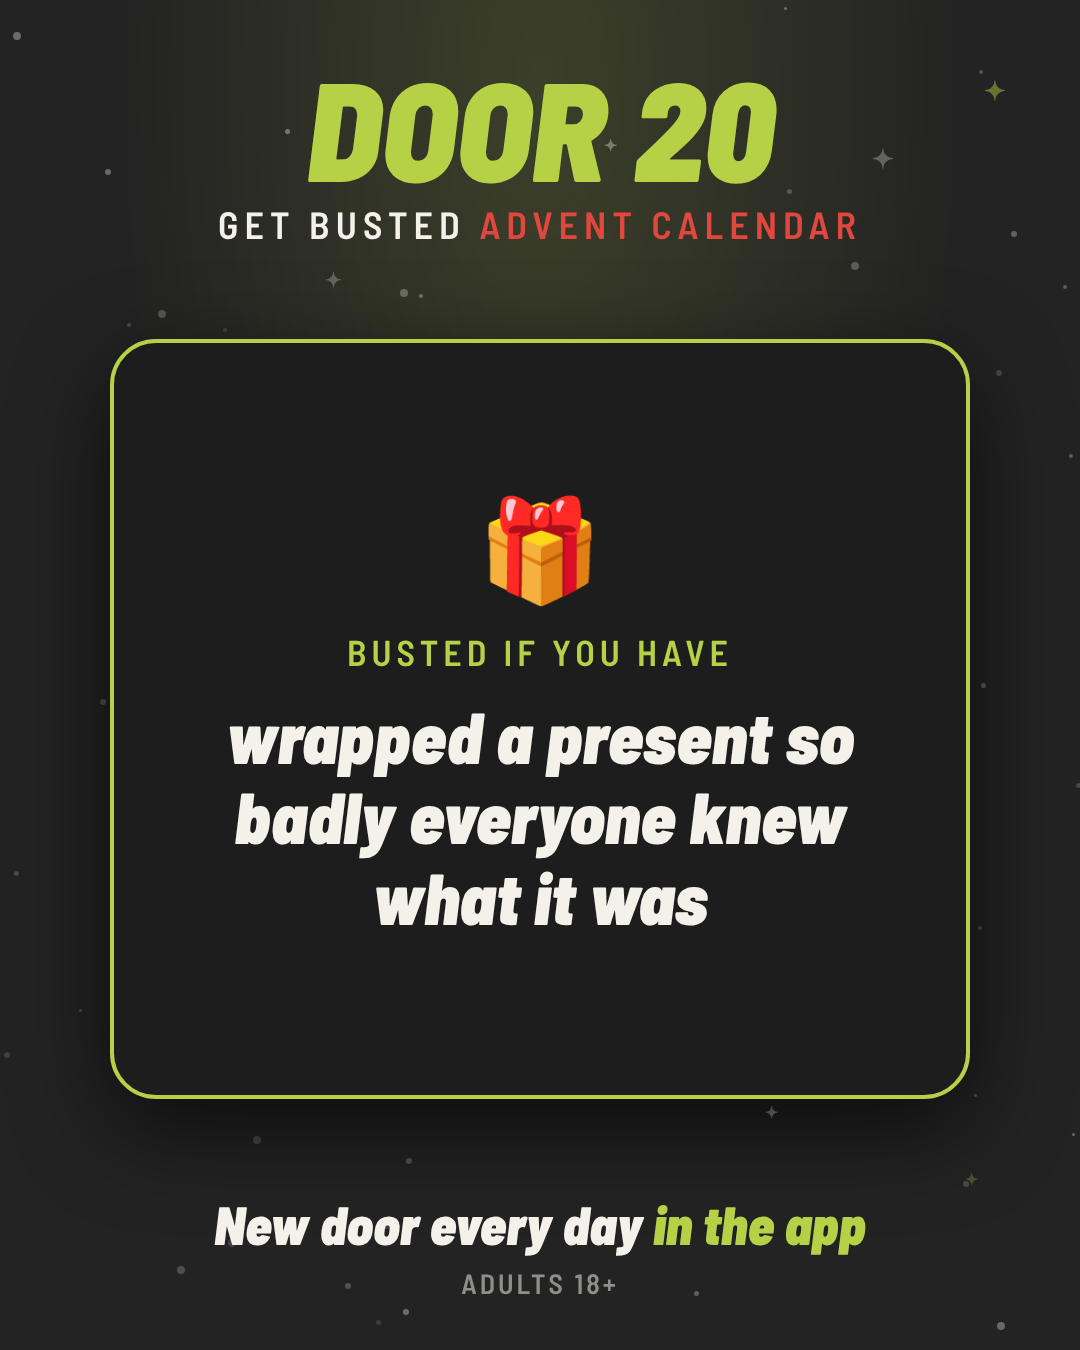 DOOR 20
GET BUSTED ADVENT CALENDAR
BUSTED IF YOU HAVE
wrapped a present so
badly everyone knew
what it was
New door every day in the app
ADULTS 18+